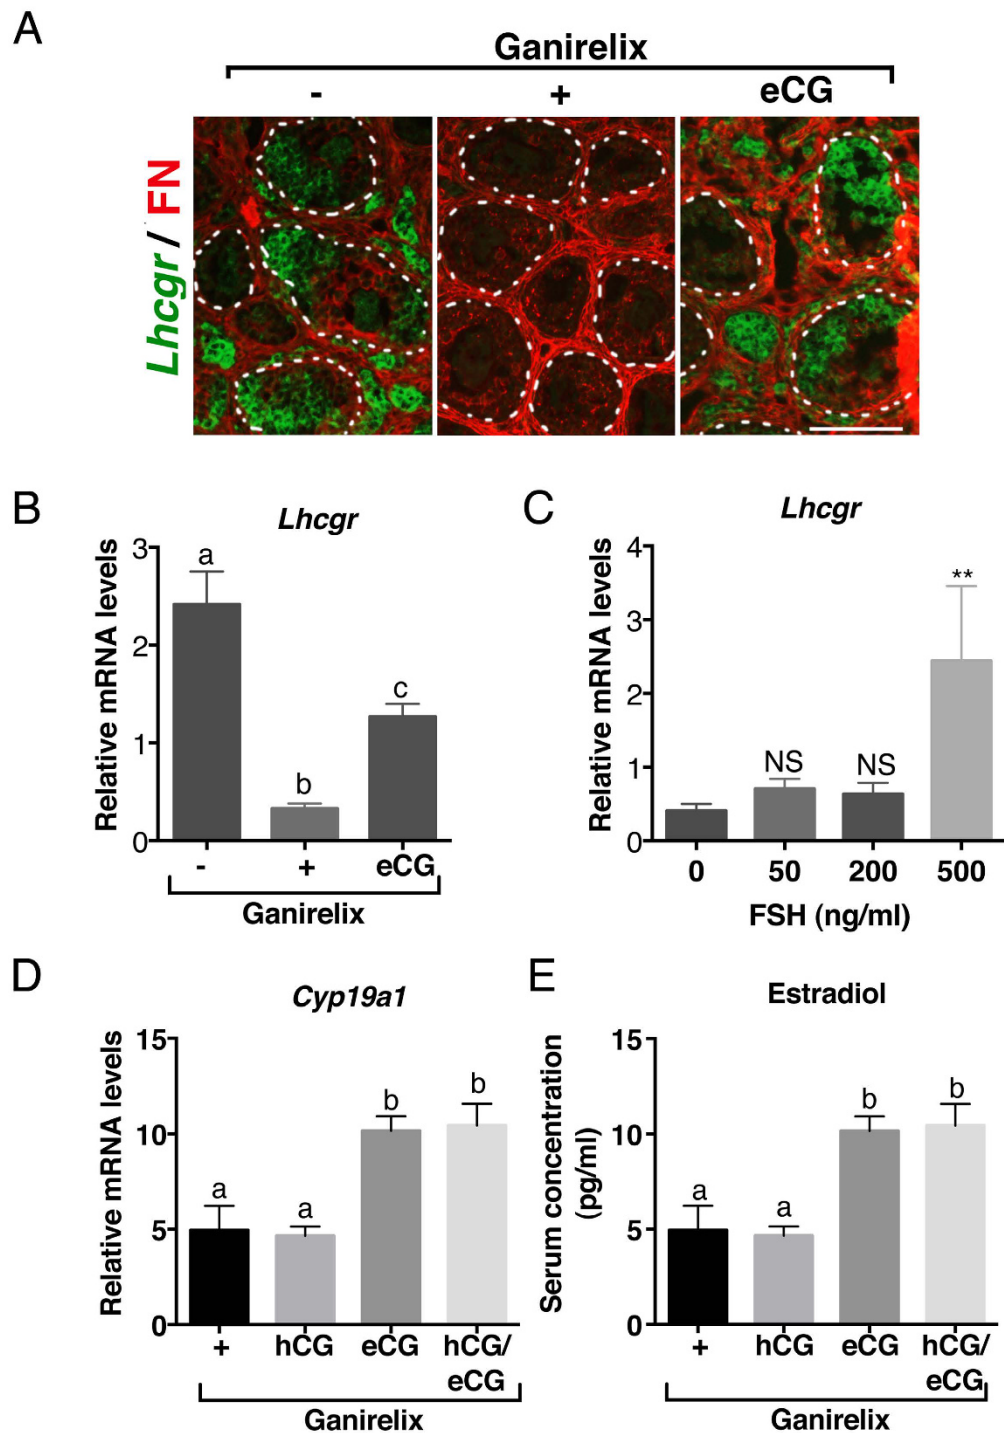 A
Ganirelix
- + eCG
Lhcgr / FN
B
Lhcgr
Relative mRNA levels
3
2
1
0
a
b
c
- + eCG
Ganirelix
C
Lhcgr
Relative mRNA levels
4
3
2
1
0
NS
NS
**
0 50 200 500
FSH (ng/ml)
D
Cyp19a1
Relative mRNA levels
15
10
5
0
a
a
b
b
+ hCG eCG hCG/
eCG
Ganirelix
E
Estradiol
Serum concentration
(pg/ml)
15
10
5
0
a
a
b
b
+ hCG eCG hCG/
eCG
Ganirelix